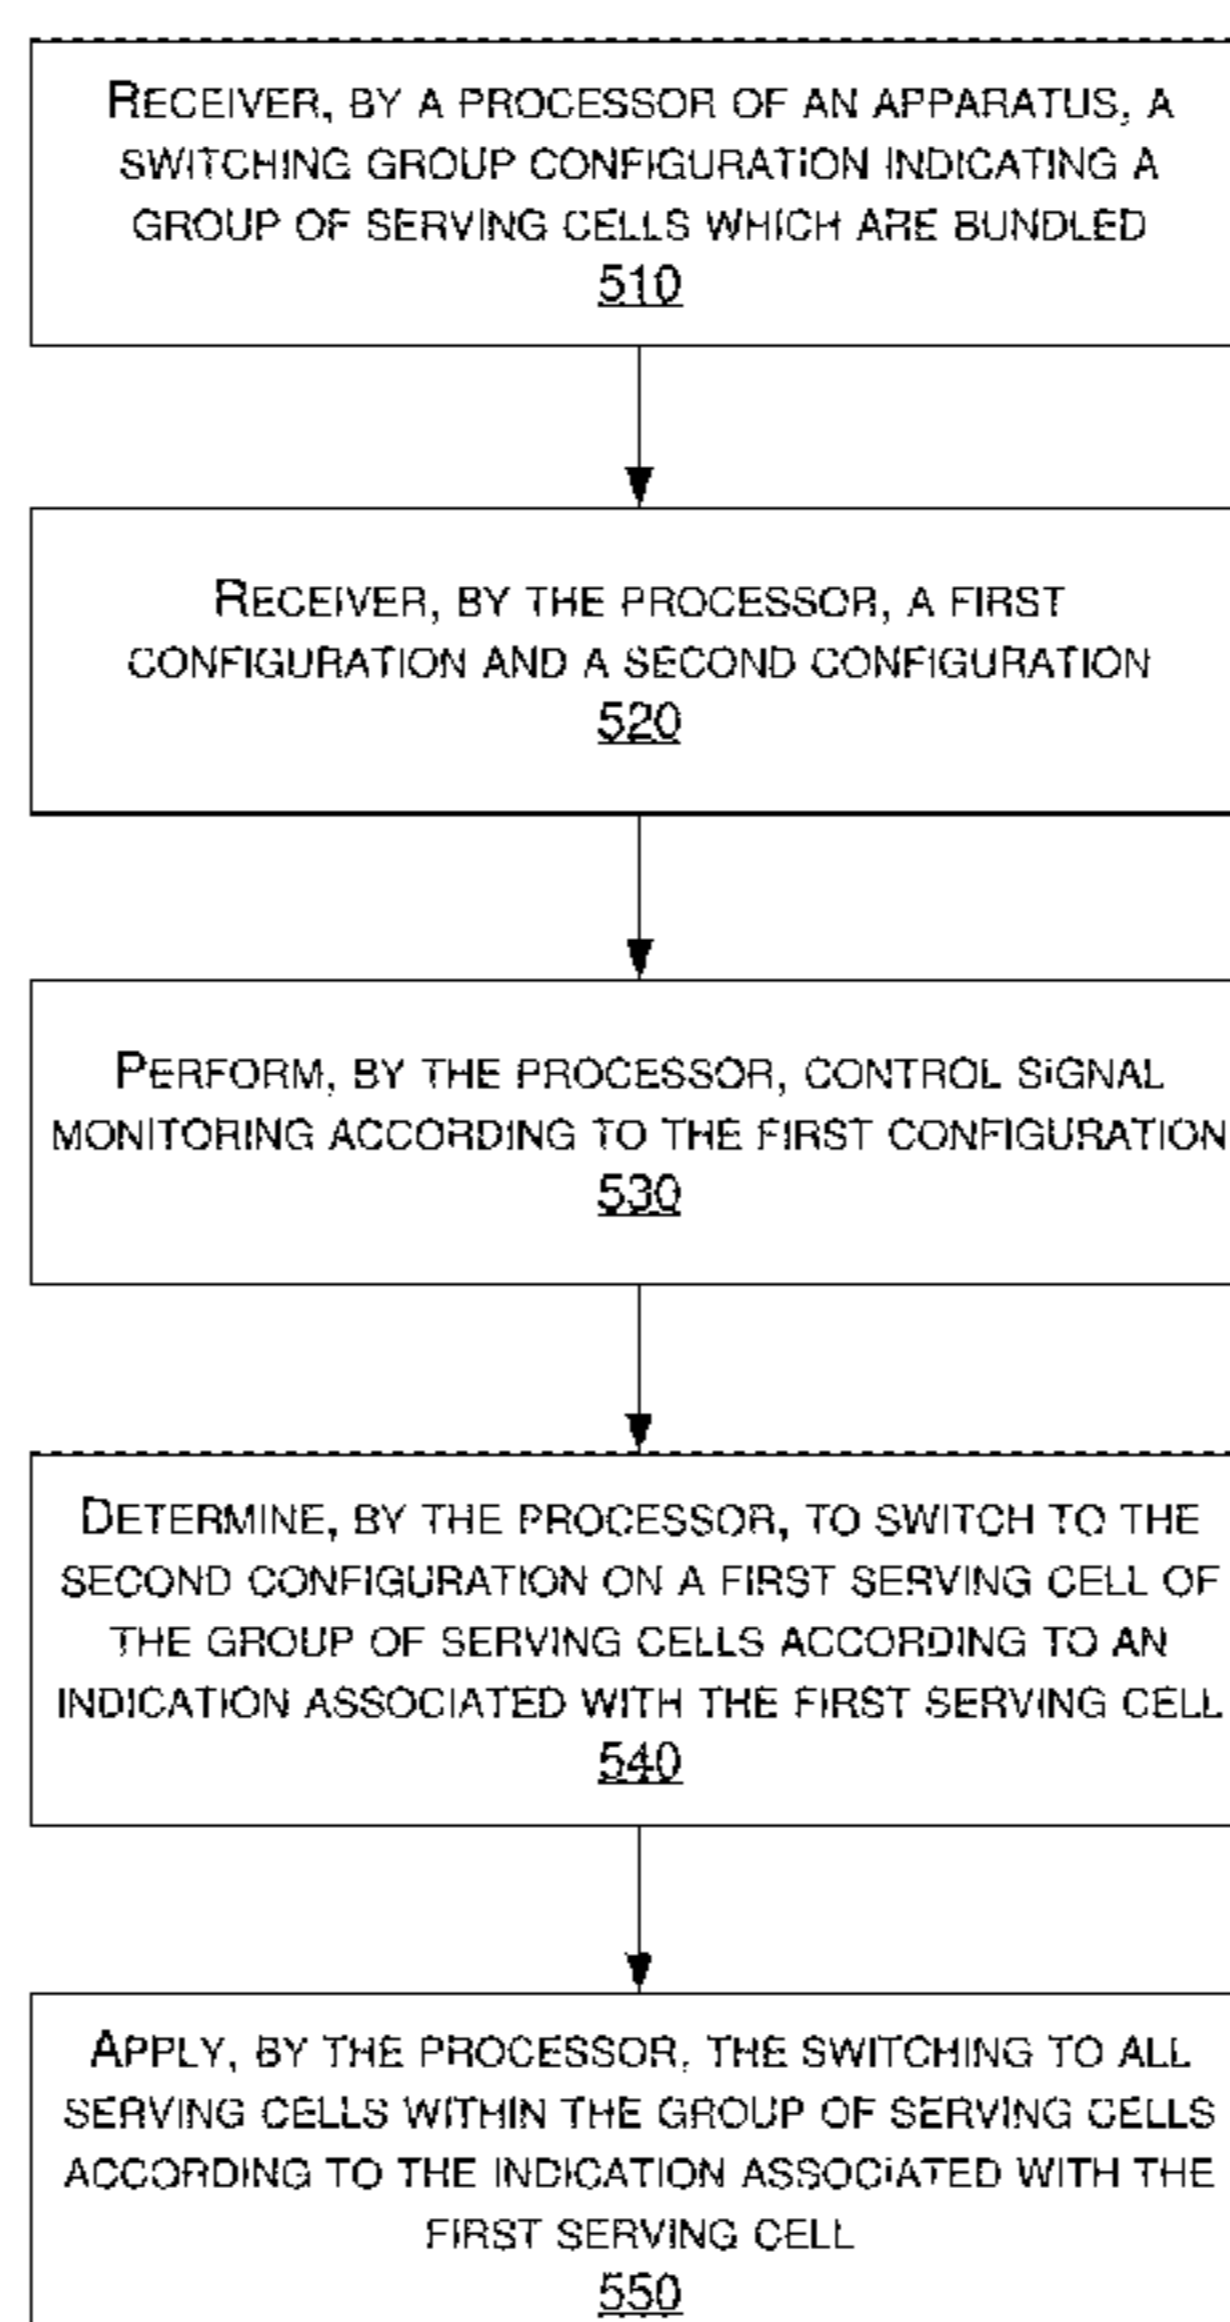 RECEIVER, BY A PROCESSOR OF AN APPARATUS, A
SWITCHING GROUP CONFIGURATION INDICATING A
GROUP OF SERVING CELLS WHICH ARE BUNDLED
510
RECEIVER, BY THE PROCESSOR, A FIRST
CONFIGURATION AND A SECOND CONFIGURATION
520
PERFORM, BY THE PROCESSOR, CONTROL SIGNAL
MONITORING ACCORDING TO THE FIRST CONFIGURATION
530
DETERMINE, BY THE PROCESSOR, TO SWITCH TO THE
SECOND CONFIGURATION ON A FIRST SERVING CELL OF
THE GROUP OF SERVING CELLS ACCORDING TO AN
INDICATION ASSOCIATED WITH THE FIRST SERVING CELL
540
APPLY, BY THE PROCESSOR, THE SWITCHING TO ALL
SERVING CELLS WITHIN THE GROUP OF SERVING CELLS
ACCORDING TO THE INDICATION ASSOCIATED WITH THE
FIRST SERVING CELL
550